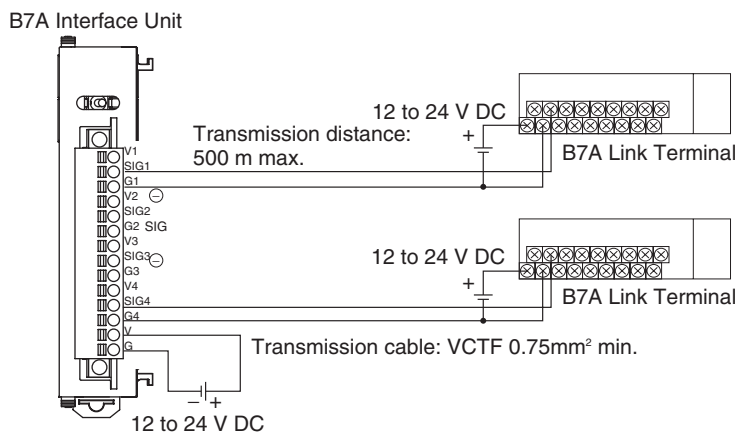 B7A Interface Unit
12 to 24 V DC
+
Transmission distance:
500 m max.
B7A Link Terminal
V1
SIG1
G1
V2 ⊖
SIG2
G2 SIG
V3
SIG3 ⊖
G3
V4
SIG4
G4
V
G
12 to 24 V DC
+
B7A Link Terminal
Transmission cable: VCTF 0.75mm² min.
− +
12 to 24 V DC